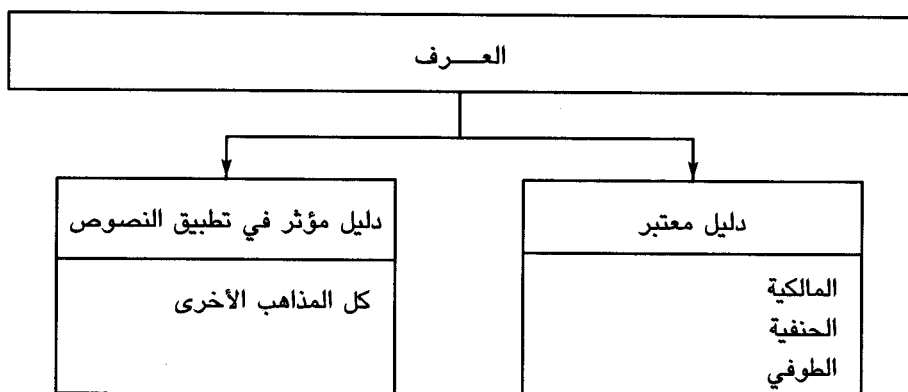 العـــرف
دليل معتبر
المالكية
الحنفية
الطوفي
دليل مؤثر في تطبيق النصوص
كل المذاهب الأخرى